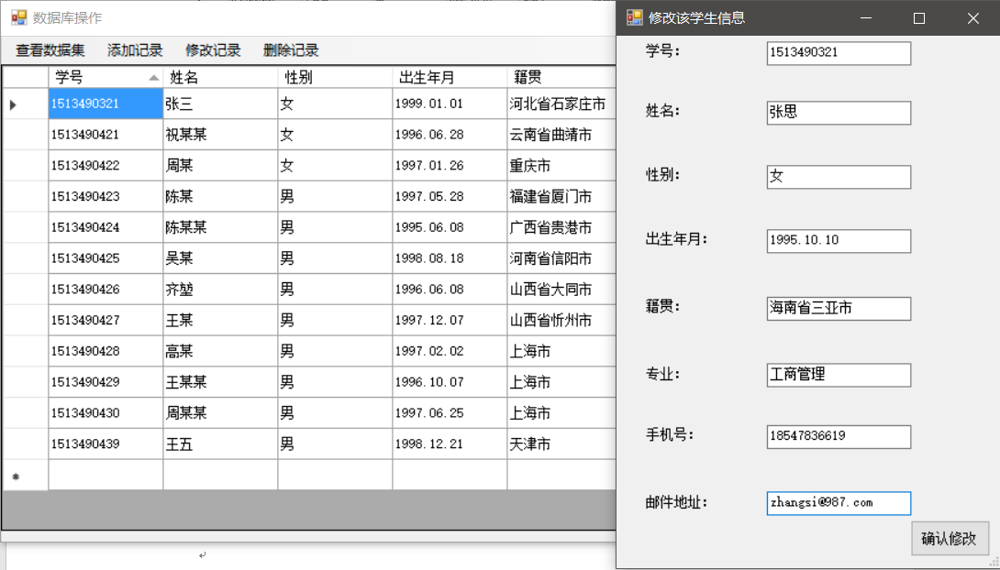 数据库操作
查看数据集 添加记录 修改记录 删除记录
学号 姓名 性别 出生年月 籍贯
1513490321 张三 女 1999.01.01 河北省石家庄市
1513490421 祝某某 女 1996.06.28 云南省曲靖市
1513490422 周某 女 1997.01.26 重庆市
1513490423 陈某 男 1997.05.28 福建省厦门市
1513490424 陈某某 男 1995.06.08 广西省贵港市
1513490425 吴某 男 1998.08.18 河南省信阳市
1513490426 齐堃 男 1996.06.08 山西省大同市
1513490427 王某 男 1997.12.07 山西省忻州市
1513490428 高某 男 1997.02.02 上海市
1513490429 王某某 男 1996.10.07 上海市
1513490430 周某某 男 1997.06.25 上海市
1513490439 王五 男 1998.12.21 天津市
修改该学生信息
学号： 1513490321
姓名： 张思
性别： 女
出生年月： 1995.10.10
籍贯： 海南省三亚市
专业： 工商管理
手机号： 18547836619
邮件地址： zhangsi@987.com
确认修改